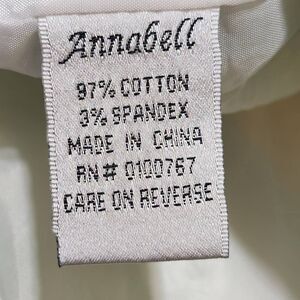 Annabell
97% COTTON
3% SPANDEX
MADE IN CHINA
RN# 0100767
CARE ON REVERSE